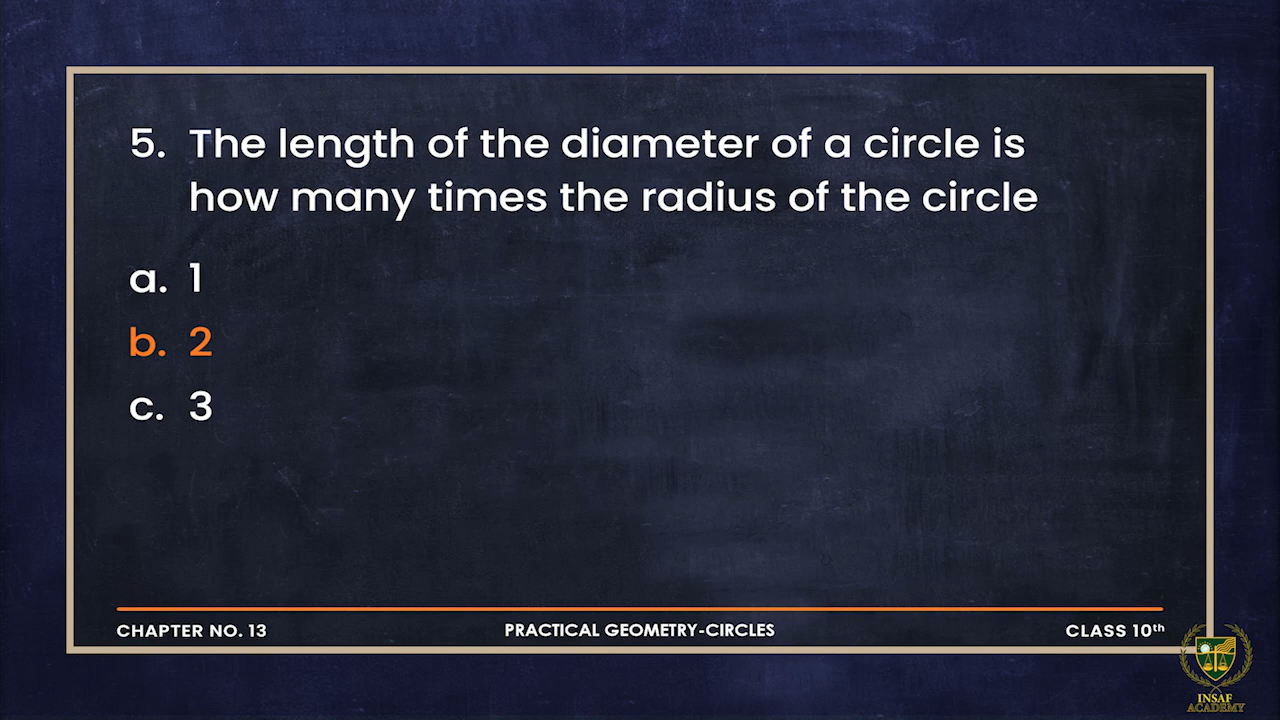 5. The length of the diameter of a circle is
how many times the radius of the circle
a. 1
b. 2
c. 3
CHAPTER NO. 13 PRACTICAL GEOMETRY-CIRCLES CLASS 10th
INSAF
ACADEMY